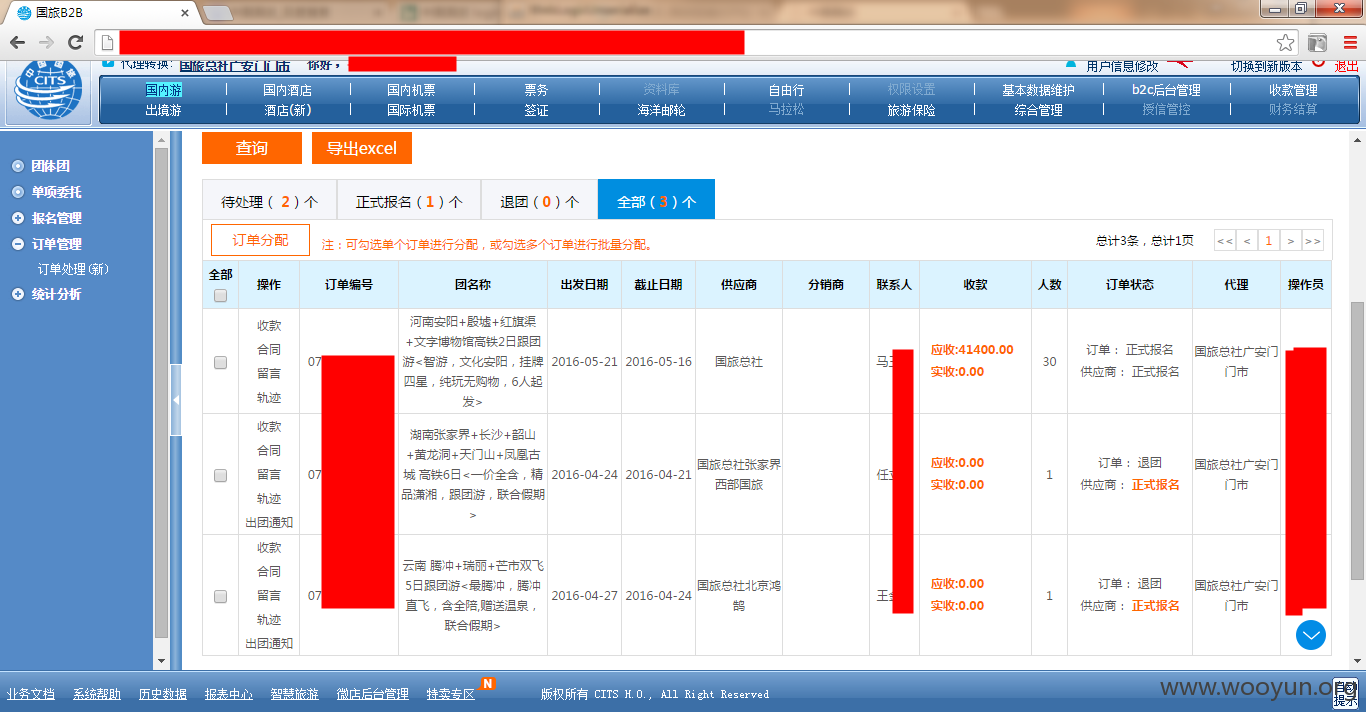 国旅B2B
代理转换： 国旅总社广安门门市 你好，
用户信息修改 切换到新版本 退出
CITS
国内游 国内酒店 国内机票 票务 资料库 自由行 权限设置 基本数据维护 b2c后台管理 收款管理
出境游 酒店(新) 国际机票 签证 海洋邮轮 马拉松 旅游保险 综合管理 授信管控 财务结算
团体团
单项委托
报名管理
订单管理
订单处理(新)
统计分析
查询 导出excel
待处理（ 2 ）个 正式报名（ 1 ）个 退团（ 0 ）个 全部（ 3 ）个
订单分配 注：可勾选单个订单进行分配，或勾选多个订单进行批量分配。 总计3条，总计1页 << < 1 > >>
全部 操作 订单编号 团名称 出发日期 截止日期 供应商 分销商 联系人 收款 人数 订单状态 代理 操作员
收款
合同
留言
轨迹
07
河南安阳+殷墟+红旗渠
+文字博物馆高铁2日跟团
游<智游，文化安阳，挂牌
四星，纯玩无购物，6人起
发>
2016-05-21 2016-05-16 国旅总社
马
应收:41400.00
实收:0.00
30
订单： 正式报名
供应商： 正式报名
国旅总社广安门
门市
收款
合同
留言
轨迹
出团通知
07
湖南张家界+长沙+韶山
+黄龙洞+天门山+凤凰古
城 高铁6日<一价全含，精
品潇湘，跟团游，联合假期
>
2016-04-24 2016-04-21
国旅总社张家界
西部国旅
任
应收:0.00
实收:0.00
1
订单： 退团
供应商： 正式报名
国旅总社广安门
门市
收款
合同
留言
轨迹
出团通知
07
云南 腾冲+瑞丽+芒市双飞
5日跟团游<最腾冲，腾冲
直飞，含全陪,赠送温泉，
联合假期>
2016-04-27 2016-04-24
国旅总社北京鸿
鹄
王
应收:0.00
实收:0.00
1
订单： 退团
供应商： 正式报名
国旅总社广安门
门市
业务文档 系统帮助 历史数据 报表中心 智慧旅游 微店后台管理 特卖专区 N 版权所有 CITS H.O., All Right Reserved
www.wooyun.org
提示